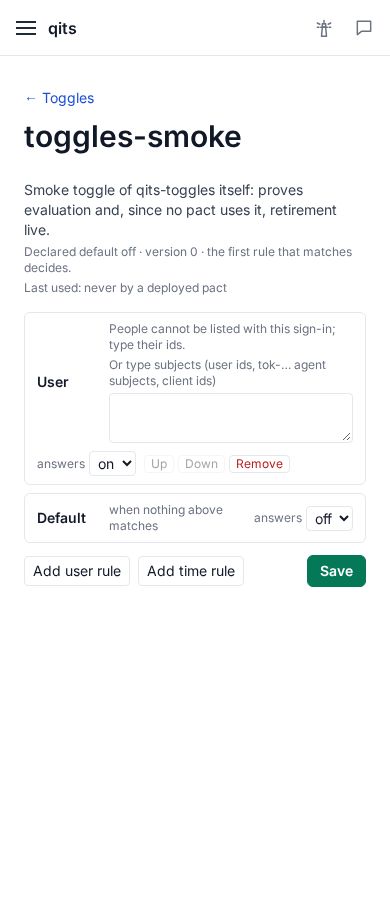 qits
← Toggles
toggles-smoke
Smoke toggle of qits-toggles itself: proves
evaluation and, since no pact uses it, retirement
live.
Declared default off · version 0 · the first rule that matches
decides.
Last used: never by a deployed pact
People cannot be listed with this sign-in;
type their ids.
User
Or type subjects (user ids, tok-... agent
subjects, client ids)
answers on Up Down Remove
Default when nothing above
matches
answers off
Add user rule Add time rule Save